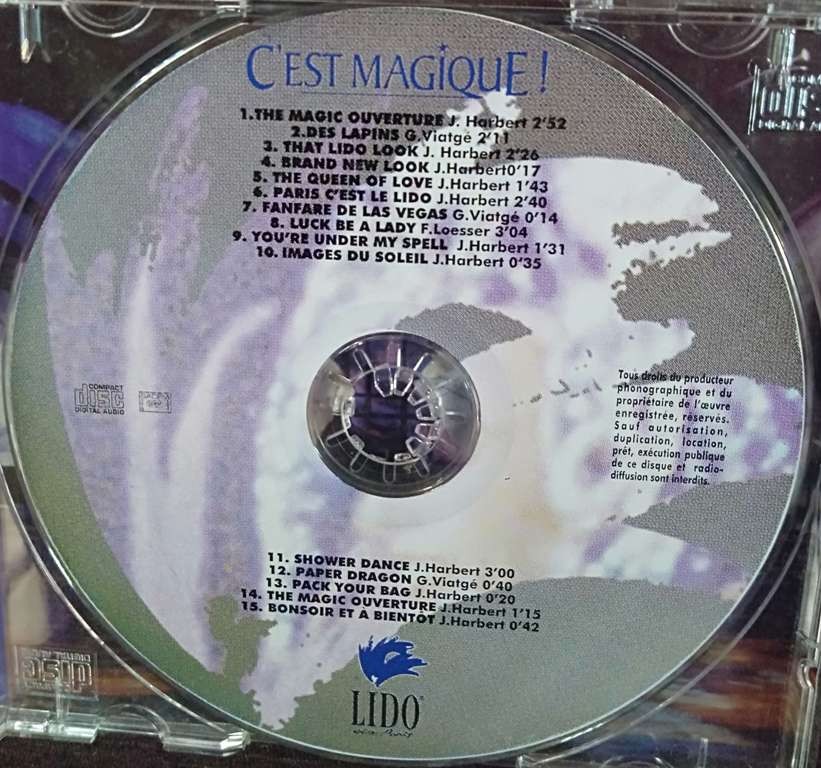 C'EST MAGIQUE !
1.THE MAGIC OUVERTURE J. Harbert 2'52
2.DES LAPINS G.Viatgé 2'11
3. THAT LIDO LOOK J. Harbert 2'26
4. BRAND NEW LOOK J.Harbert0'17
5. THE QUEEN OF LOVE J.Harbert 1'43
6. PARIS C'EST LE LIDO J.Harbert 2'40
7. FANFARE DE LAS VEGAS G.Viatgé 0'14
8. LUCK BE A LADY F.Loesser 3'04
9. YOU'RE UNDER MY SPELL J.Harbert 1'31
10. IMAGES DU SOLEIL J.Harbert 0'35
COMPACT
disc
DIGITAL AUDIO
Tous droits du producteur
phonographique et du
propriétaire de l'œuvre
enregistrée, réservés.
Sauf autorisation,
duplication, location,
prêt, exécution publique
de ce disque et radio-
diffusion sont interdits.
11. SHOWER DANCE J.Harbert 3'00
12. PAPER DRAGON G.Viatgé 0'40
13. PACK YOUR BAG J.Harbert 0'20
14. THE MAGIC OUVERTURE J.Harbert 1'15
15. BONSOIR ET À BIENTÔT J.Harbert 0'42
LIDO